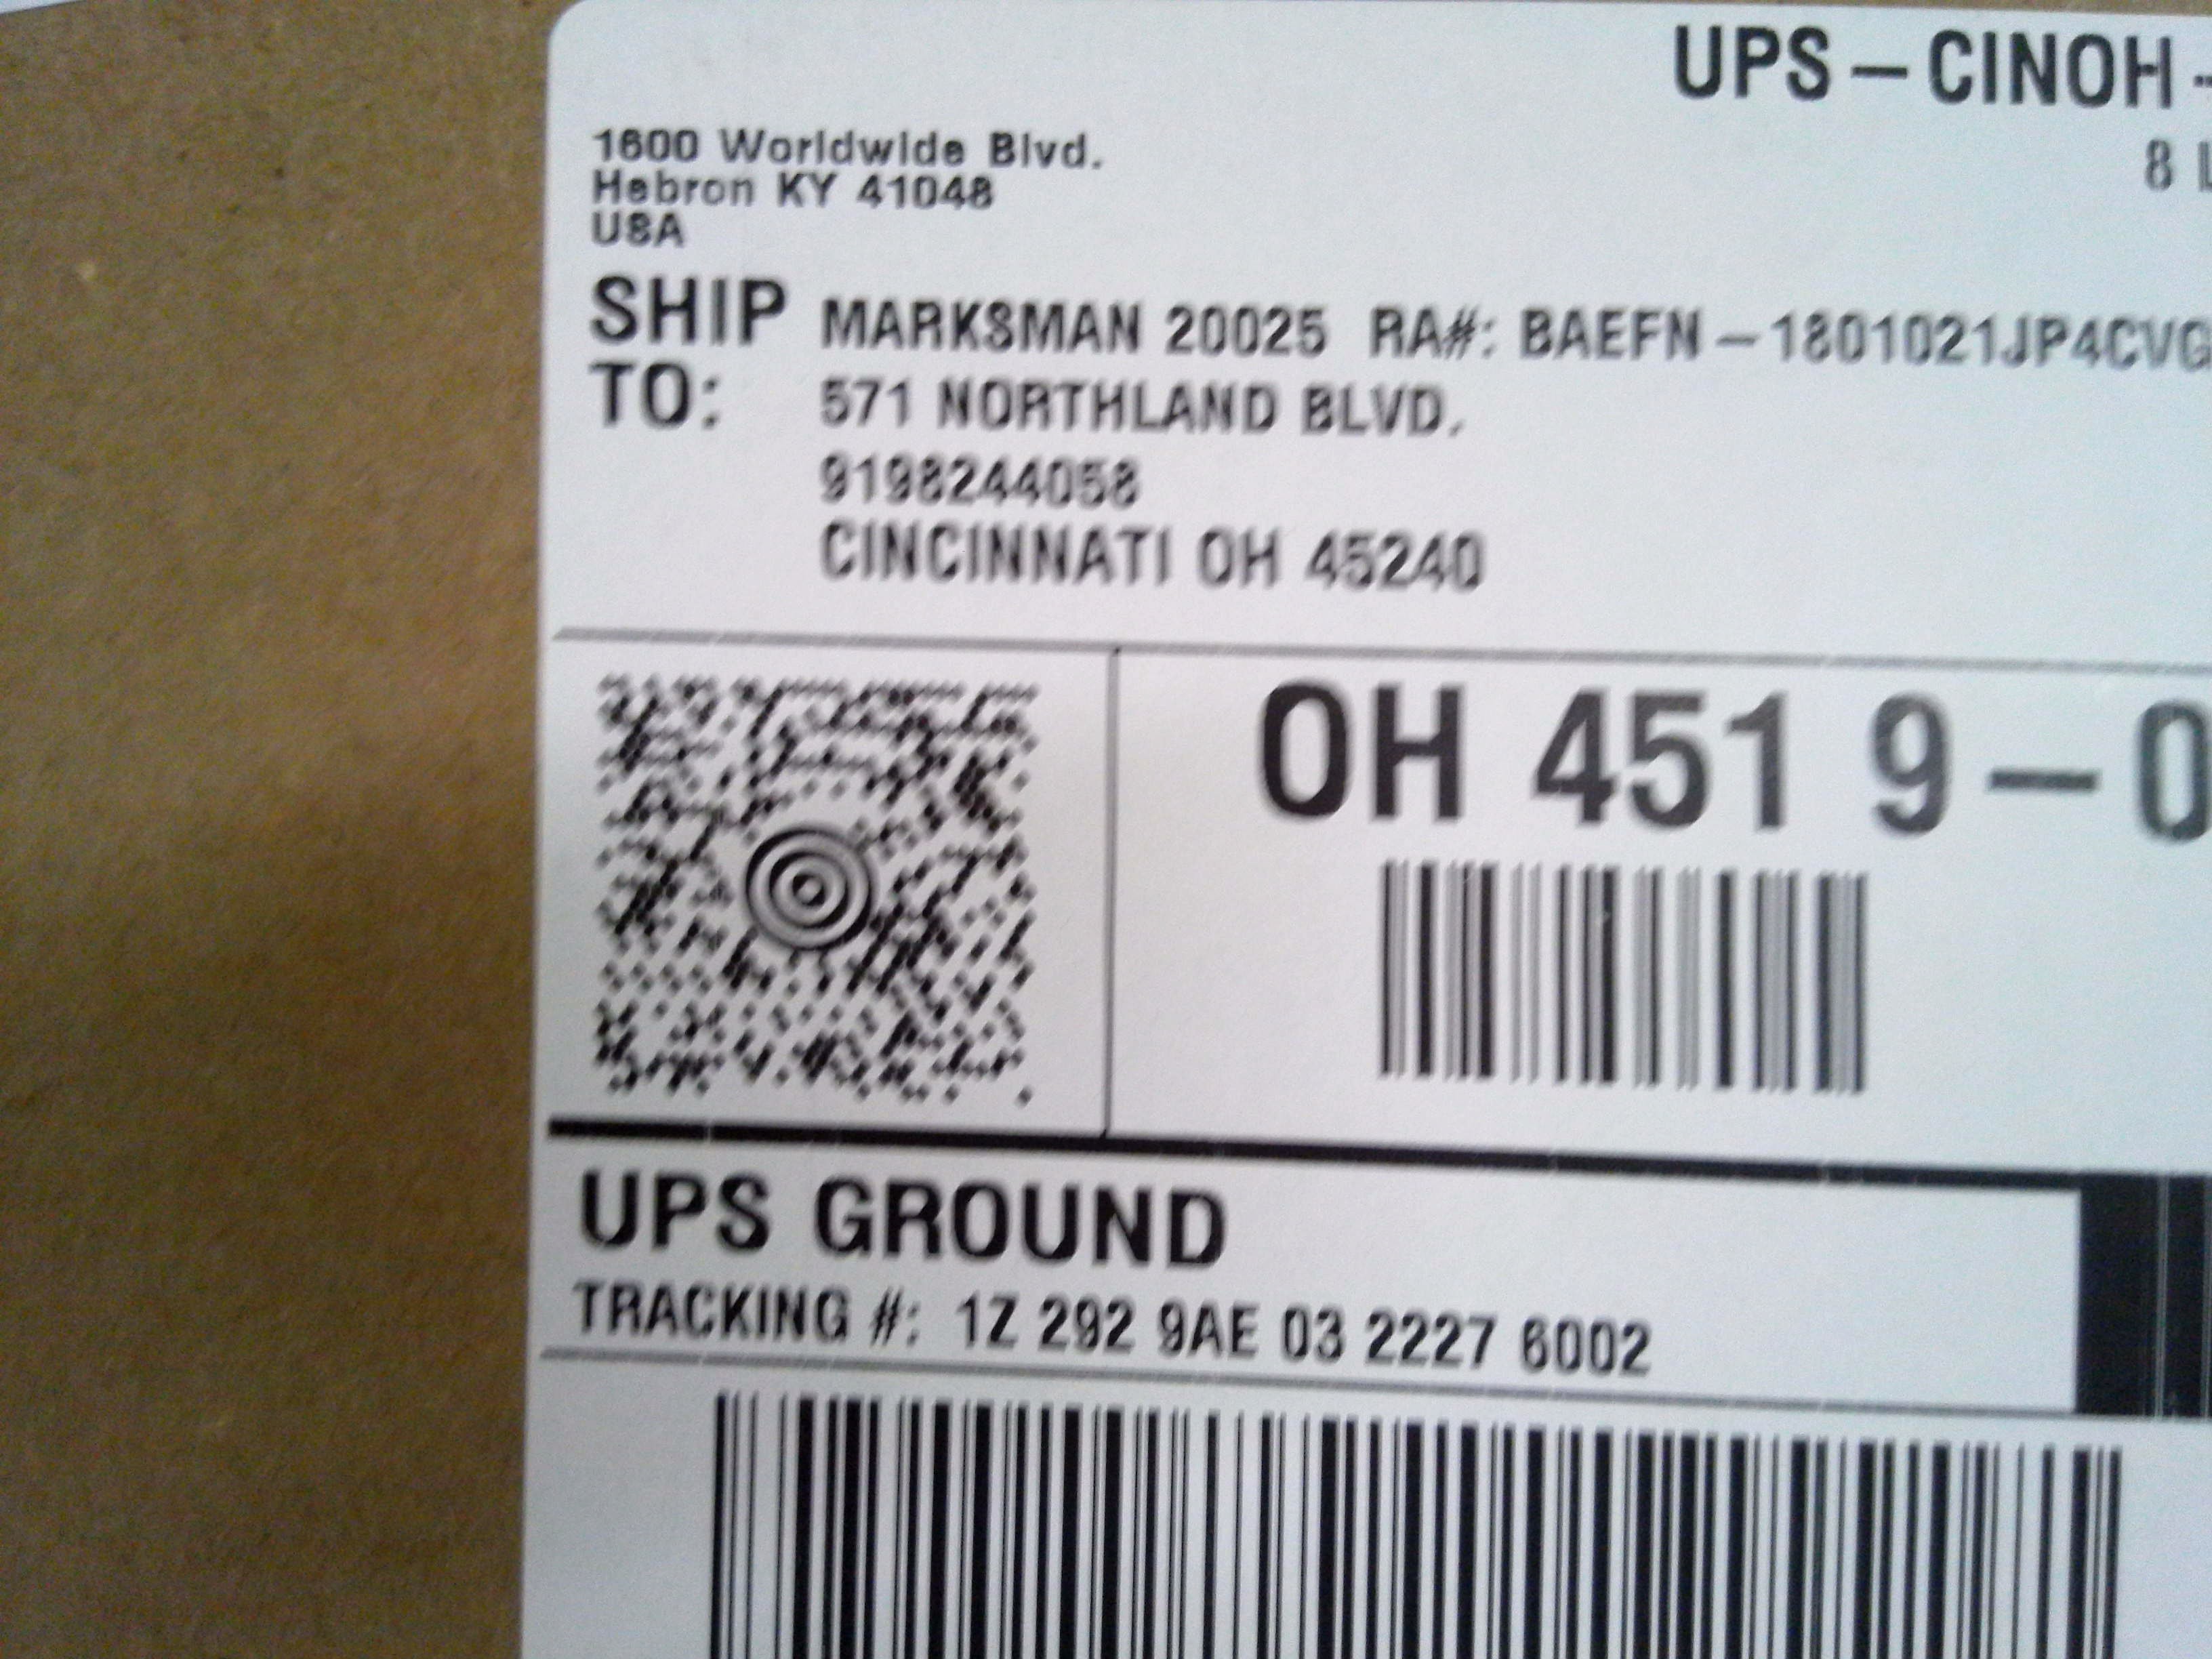 UPS – CINOH -
8 L
1600 Worldwide Blvd.
Hebron KY 41048
USA
SHIP TO:
MARKSMAN 20025 RA#: BAEFN – 1801021JP4CVG
571 NORTHLAND BLVD.
9198244058
CINCINNATI OH 45240
OH 451 9 – 0
UPS GROUND
TRACKING #: 1Z 292 9AE 03 2227 6002